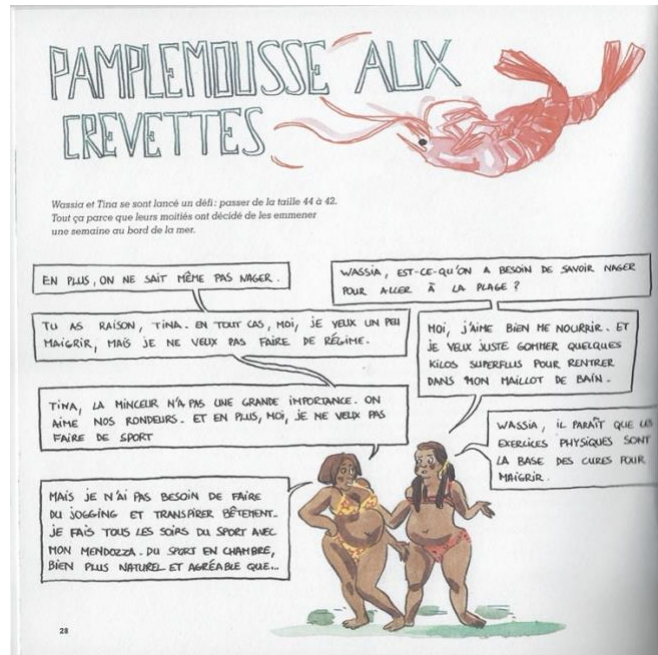 PAMPLEMOUSSE AUX
CREVETTES
Wassia et Tina se sont lancé un défi : passer de la taille 44 à 42.
Tout ça parce que leurs moitiés ont décidé de les emmener
une semaine au bord de la mer.
EN PLUS, ON NE SAIT MÊME PAS NAGER.
WASSIA, EST-CE-QU'ON A BESOIN DE SAVOIR NAGER
POUR ALLER À LA PLAGE ?
TU AS RAISON, TINA. EN TOUT CAS, MOI, JE VEUX UN PEU
MAIGRIR, MAIS JE NE VEUX PAS FAIRE DE RÉGIME.
MOI, J'AIME BIEN ME NOURRIR. ET
JE VEUX JUSTE GOMMER QUELQUES
KILOS SUPERFLUS POUR RENTRER
DANS MON MAILLOT DE BAIN.
TINA, LA MINCEUR N'A PAS UNE GRANDE IMPORTANCE. ON
AIME NOS RONDEURS. ET EN PLUS, MOI, JE NE VEUX PAS
FAIRE DE SPORT
WASSIA, IL PARAÎT QUE LES
EXERCICES PHYSIQUES SONT
LA BASE DES CURES POUR
MAIGRIR.
MAIS JE N'AI PAS BESOIN DE FAIRE
DU JOGGING ET TRANSPIRER BÊTEMENT.
JE FAIS TOUS LES SOIRS DU SPORT AVEC
MON MENDOZZA. DU SPORT EN CHAMBRE,
BIEN PLUS NATUREL ET AGRÉABLE QUE...
28